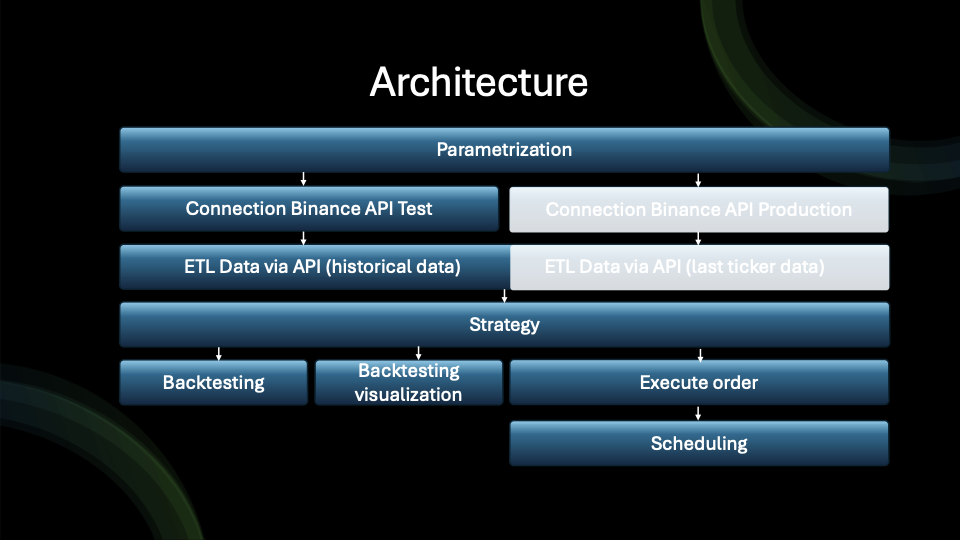 Architecture
Parametrization
Connection Binance API Test
Connection Binance API Production
ETL Data via API (historical data)
ETL Data via API (last ticker data)
Strategy
Backtesting
Backtesting
visualization
Execute order
Scheduling